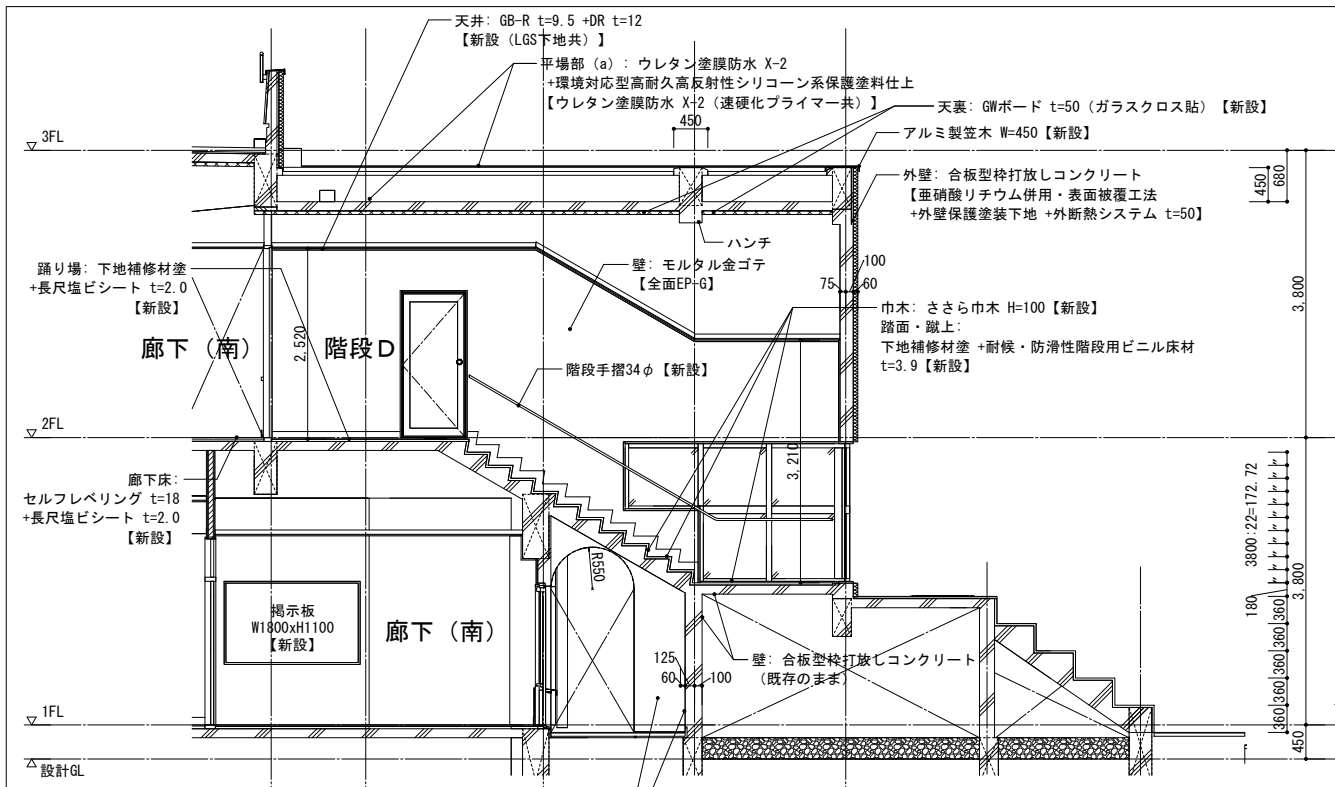 天井: GB-R t=9.5 +DR t=12
【新設（LGS下地共）】
平場部（a）: ウレタン塗膜防水 X-2
+環境対応型高耐久高反射性シリコーン系保護塗料仕上
【ウレタン塗膜防水 X-2（速硬化プライマー共）】
450
天裏: GWボード t=50（ガラスクロス貼）【新設】
アルミ製笠木 W=450【新設】
3FL
外壁: 合板型枠打放しコンクリート
【亜硝酸リチウム併用・表面被覆工法
+外壁保護塗装下地 +外断熱システム t=50】
450
680
ハンチ
踊り場: 下地補修材塗
+長尺塩ビシート t=2.0
【新設】
壁: モルタル金ゴテ
【全面EP-G】
100
75
60
巾木: ささら巾木 H=100【新設】
踏面・蹴上:
下地補修材塗 +耐候・防滑性階段用ビニル床材
t=3.9【新設】
3,800
2,520
廊下（南）
階段D
階段手摺34φ【新設】
2FL
3,210
廊下床:
セルフレベリング t=18
+長尺塩ビシート t=2.0
【新設】
3800:22=172.72
3,800
R550
180
360
360
360
360
360
掲示板
W1800xH1100
【新設】
廊下（南）
125
60
100
壁: 合板型枠打放しコンクリート
（既存のまま）
1FL
450
設計GL